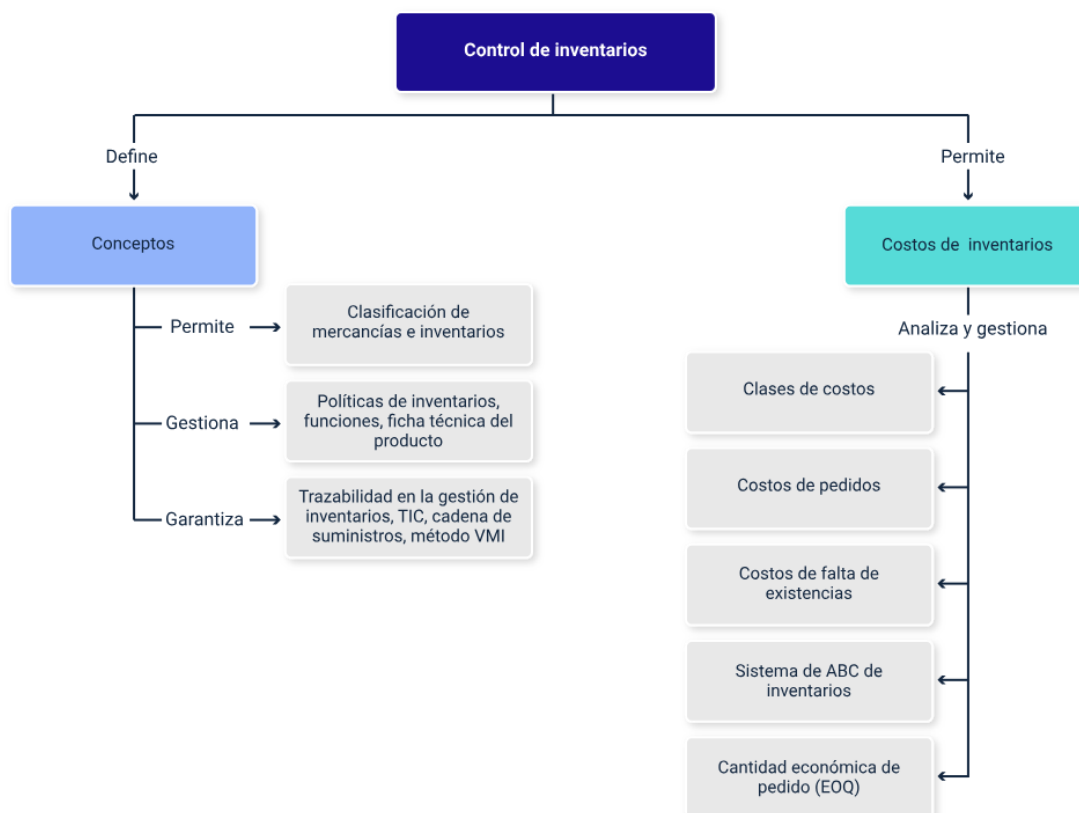 Control de inventarios
Define
Permite
Conceptos
Costos de inventarios
Permite
Clasificación de
mercancías e inventarios
Gestiona
Políticas de inventarios,
funciones, ficha técnica del
producto
Garantiza
Trazabilidad en la gestión de
inventarios, TIC, cadena de
suministros, método VMI
Analiza y gestiona
Clases de costos
Costos de pedidos
Costos de falta de
existencias
Sistema de ABC de
inventarios
Cantidad económica de
pedido (EOQ)